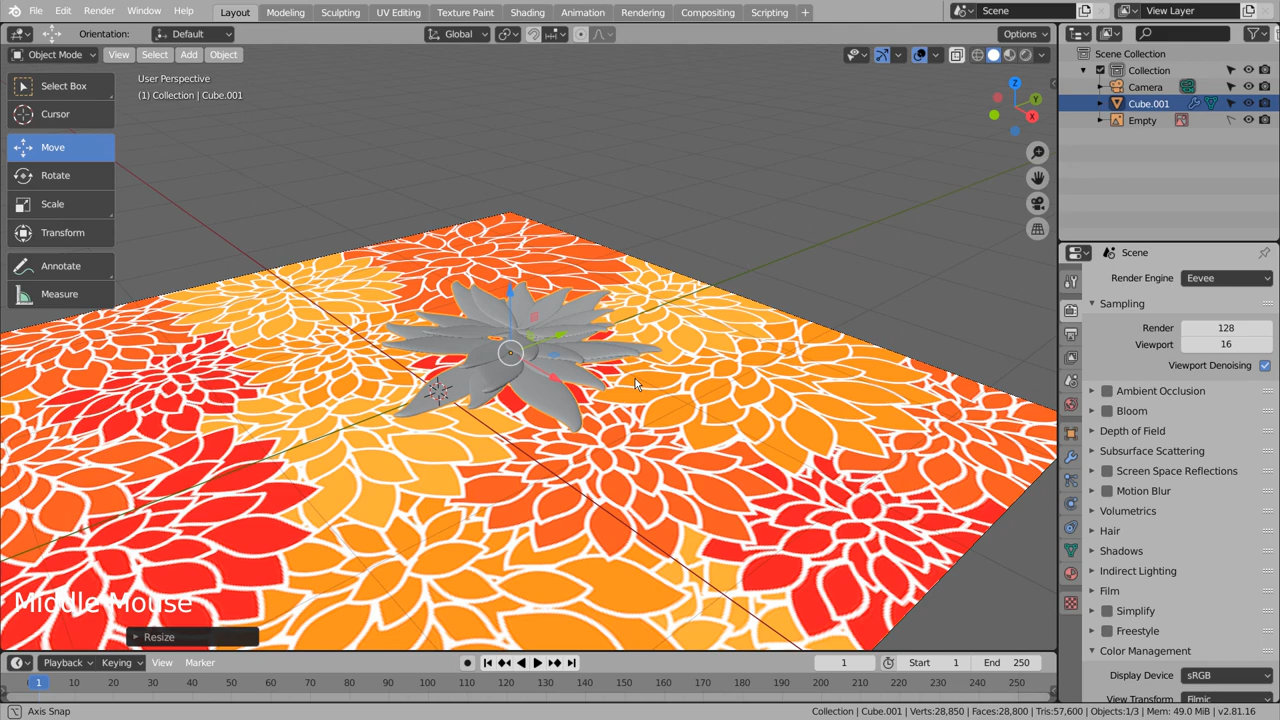 File Edit Render Window Help Layout Modeling Sculpting UV Editing Texture Paint Shading Animation Rendering Compositing Scripting + Scene View Layer
Orientation: Default Global Options
Object Mode View Select Add Object
User Perspective
(1) Collection | Cube.001
Select Box
Cursor
Move
Rotate
Scale
Transform
Annotate
Measure
Z
Y
X
Middle Mouse
Resize
Scene Collection
Collection
Camera
Cube.001
Empty
Scene
Render Engine Eevee
Sampling
Render 128
Viewport 16
Viewport Denoising
Ambient Occlusion
Bloom
Depth of Field
Subsurface Scattering
Screen Space Reflections
Motion Blur
Volumetrics
Hair
Shadows
Indirect Lighting
Film
Simplify
Freestyle
Color Management
Display Device sRGB
View Transform Filmic
Playback Keying View Marker 1 Start 1 End 250
1 10 20 30 40 50 60 70 80 90 100 110 120 130 140 150 160 170 180 190 200 210 220 230 240 250
Axis Snap
Collection | Cube.001 | Verts:28,850 | Faces:28,800 | Tris:57,600 | Objects:1/3 | Mem: 49.0 MiB | v2.81.16